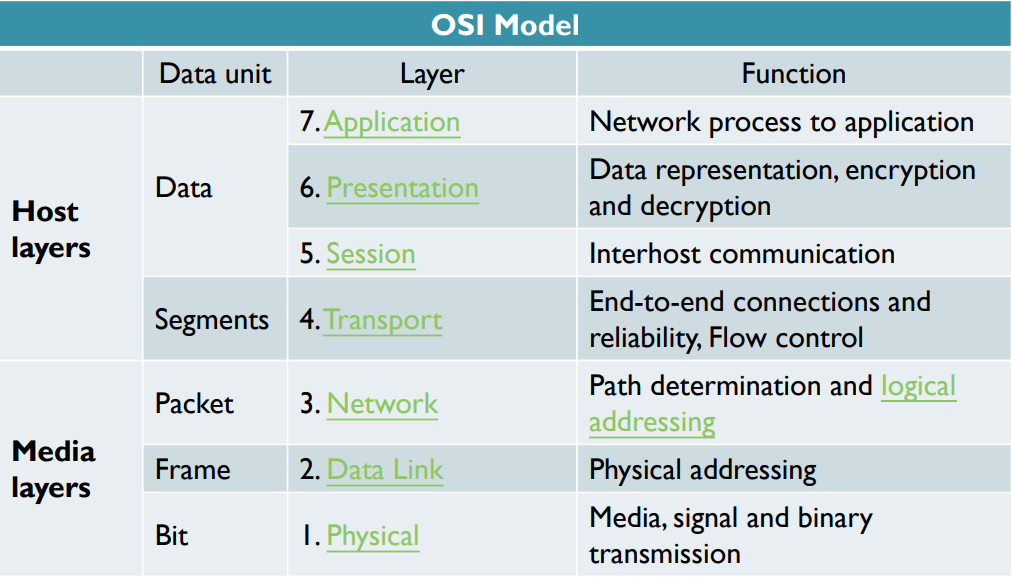 OSI Model
Data unit Layer Function
Host
layers
Data
7. Application Network process to application
6. Presentation Data representation, encryption
and decryption
5. Session Interhost communication
Segments 4. Transport End-to-end connections and
reliability, Flow control
Media
layers
Packet 3. Network Path determination and logical
addressing
Frame 2. Data Link Physical addressing
Bit 1. Physical Media, signal and binary
transmission